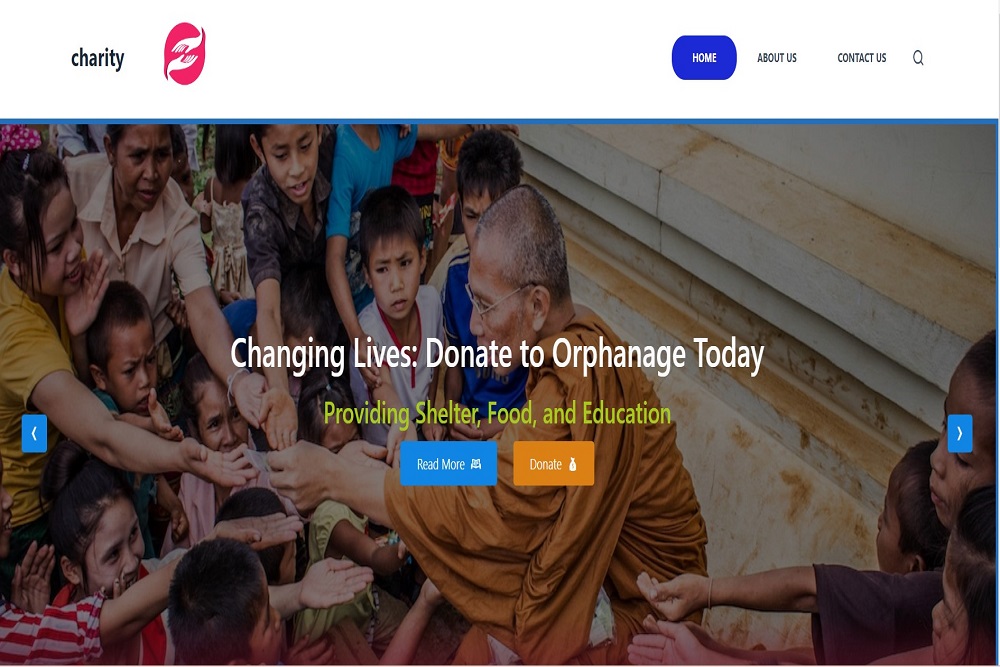 charity
HOME
ABOUT US
CONTACT US
Changing Lives: Donate to Orphanage Today
Providing Shelter, Food, and Education
Read More
Donate